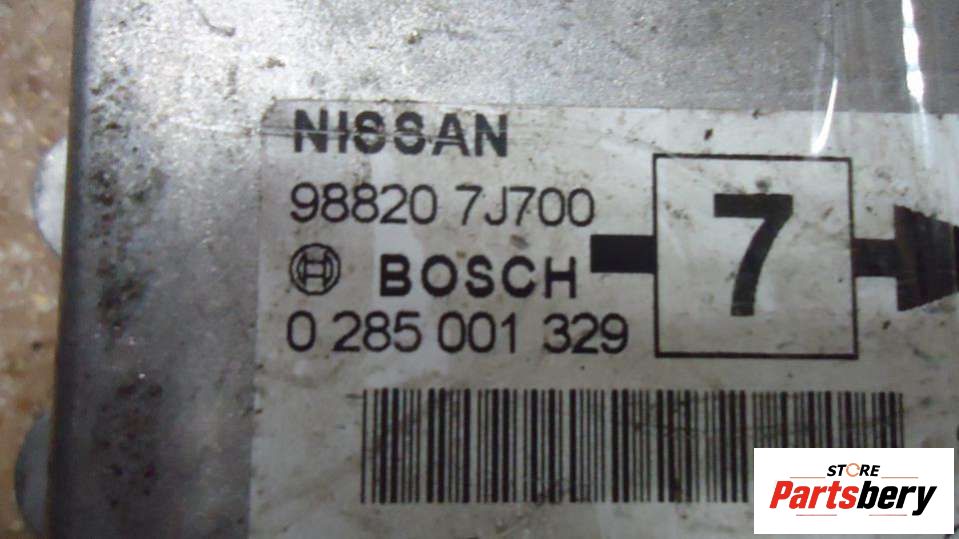 NISSAN
98820 7J700
BOSCH
0 285 001 329
7
STORE
Partsbery